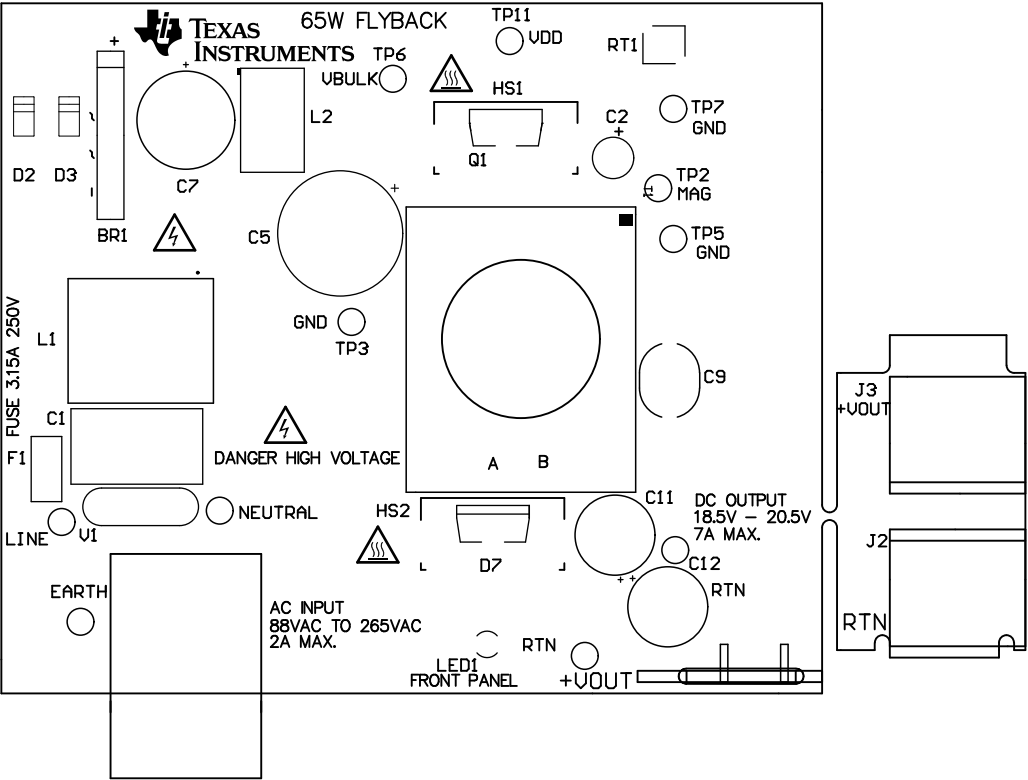 TEXAS
INSTRUMENTS
65W FLYBACK
TP11
VDD
RT1
TP6
VBULK
+
+
HS1
L2
C2
+
TP7
GND
Q1
D2
D3
~
~
–
C7
+
TP2
MAG
BR1
C5
TP5
GND
FUSE 3.15A 250V
L1
GND
TP3
C9
J3
+VOUT
C1
F1
DANGER HIGH VOLTAGE
A
B
LINE
V1
NEUTRAL
HS2
C11
DC OUTPUT
18.5V – 20.5V
7A MAX.
D7
C12
J2
+ +
EARTH
RTN
AC INPUT
88VAC TO 265VAC
2A MAX.
RTN
RTN
LED1
FRONT PANEL
+VOUT